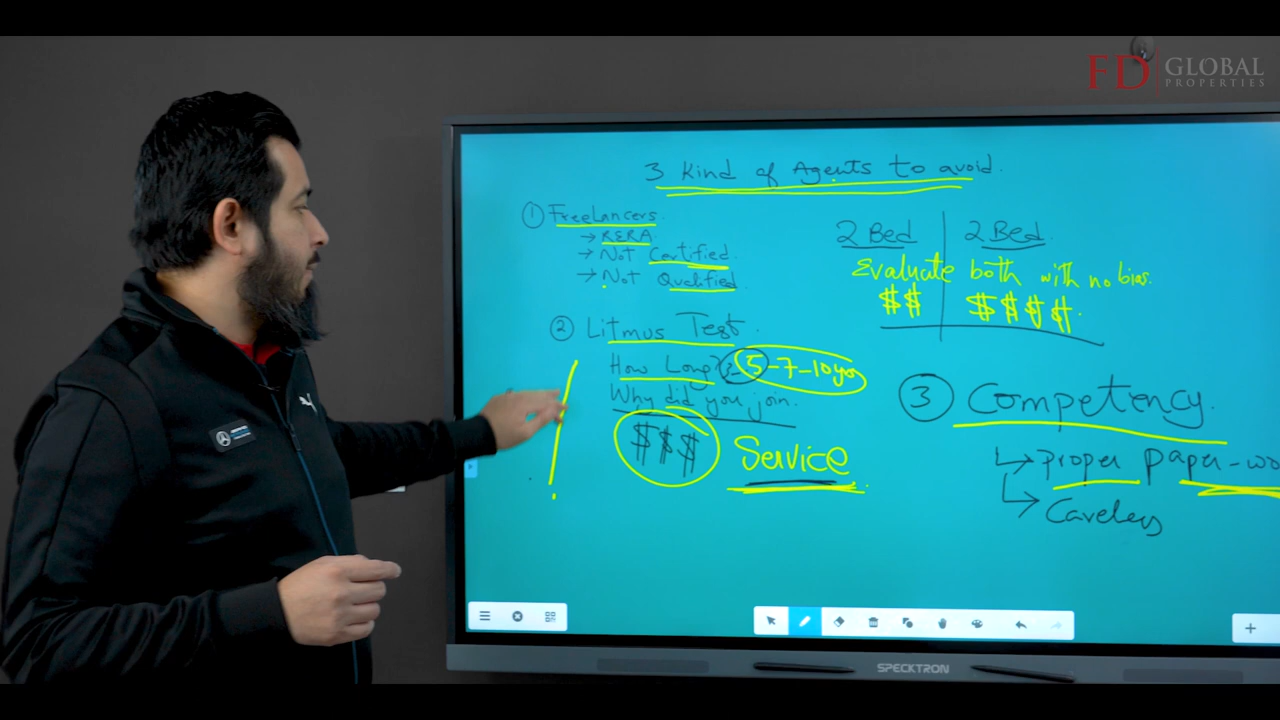 FD GLOBAL
PROPERTIES
3 Kind of Agents to avoid.
1 Freelancers
→ RERA
→ Not Certified
→ Not Qualified
2 Litmus Test.
How Long? 5-7-10yrs
Why did you join.
$$$ Service
2 Bed 2 Bed
Evaluate both with no bias.
$$ $$$$.
3 Competency.
Proper paper-wo
Careless
SPECKTRON